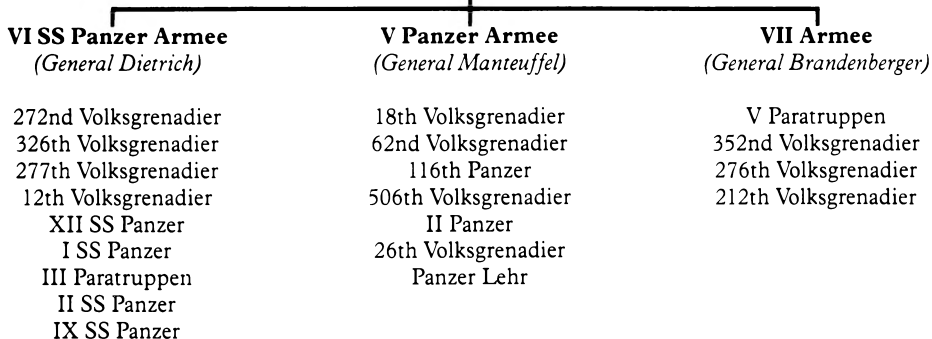 VI SS Panzer Armee
(General Dietrich)
272nd Volksgrenadier
326th Volksgrenadier
277th Volksgrenadier
12th Volksgrenadier
XII SS Panzer
I SS Panzer
III Paratruppen
II SS Panzer
IX SS Panzer
V Panzer Armee
(General Manteuffel)
18th Volksgrenadier
62nd Volksgrenadier
116th Panzer
506th Volksgrenadier
II Panzer
26th Volksgrenadier
Panzer Lehr
VII Armee
(General Brandenberger)
V Paratruppen
352nd Volksgrenadier
276th Volksgrenadier
212th Volksgrenadier